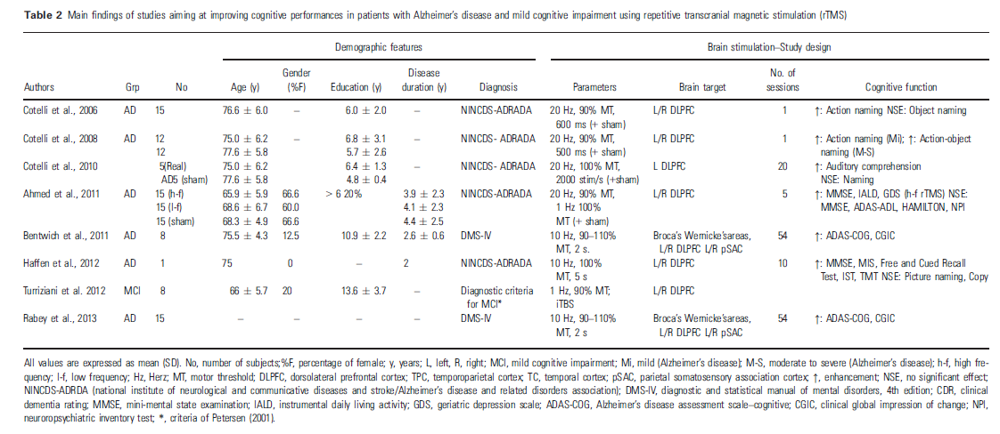 Table 2 Main findings of studies aiming at improving cognitive performances in patients with Alzheimer's disease and mild cognitive impairment using repetitive transcranial magnetic stimulation (rTMS)
Demographic features Brain stimulation–Study design
Gender Disease No. of
Authors Grp No Age (y) (%F) Education (y) duration (y) Diagnosis Parameters Brain target sessions Cognitive function
Cotelli et al., 2006 AD 15 76.6 ± 6.0 – 6.0 ± 2.0 – NINCDS-ADRADA 20 Hz, 90% MT, L/R DLPFC 1 ↑: Action naming NSE: Object naming
600 ms (+ sham)
Cotelli et al., 2008 AD 12 75.0 ± 6.2 – 6.8 ± 3.1 NINCDS- ADRADA 20 Hz, 90% MT, L/R DLPFC 1 ↑: Action naming (Mi); ↑: Action-object
12 77.6 ± 5.8 5.7 ± 2.6 500 ms (+ sham) naming (M-S)
Cotelli et al., 2010 5(Real) 75.0 ± 6.2 6.4 ± 1.3 NINCDS- ADRADA 20 Hz, 100% MT, L DLPFC 20 ↑: Auditory comprehension
AD5 (sham) 77.6 ± 5.8 4.8 ± 0.4 2000 stim/s (+sham) NSE: Naming
Ahmed et al., 2011 AD 15 (h-f) 65.9 ± 5.9 66.6 > 6 20% 3.9 ± 2.3 NINCDS-ADRADA 20 Hz, 90% MT, L/R DLPFC 5 ↑: MMSE, IALD, GDS (h-f rTMS) NSE:
15 (l-f) 68.6 ± 6.7 60.0 4.1 ± 2.3 1 Hz 100% MMSE, ADAS-ADL, HAMILTON, NPI
15 (sham) 68.3 ± 4.9 66.6 4.4 ± 2.5 MT (+ sham)
Bentwich et al., 2011 AD 8 75.5 ± 4.3 12.5 10.9 ± 2.2 2.6 ± 0.6 DMS-IV 10 Hz, 90–110% Broca's Wernicke'sareas, 54 ↑: ADAS-COG, CGIC
MT, 2 s. L/R DLPFC L/R pSAC
Haffen et al., 2012 AD 1 75 0 – 2 NINCDS-ADRADA 10 Hz, 100% L/R DLPFC 10 ↑: MMSE, MIS, Free and Cued Recall
MT, 5 s Test, IST, TMT NSE: Picture naming, Copy
Turriziani et al. 2012 MCI 8 66 ± 5.7 20 13.6 ± 3.7 – Diagnostic criteria 1 Hz, 90% MT; L/R DLPFC
for MCI* iTBS
Rabey et al., 2013 AD 15 – – – – DMS-IV 10 Hz, 90–110% Broca's Wernicke'sareas, 54 ↑: ADAS-COG, CGIC
MT, 2 s L/R DLPFC L/R pSAC
All values are expressed as mean (SD). No, number of subjects;%F, percentage of female; y, years; L, left, R, right; MCI, mild cognitive impairment; Mi, mild (Alzheimer's disease); M-S, moderate to severe (Alzheimer's disease); h-f, high fre-
quency; l-f, low frequency; Hz, Herz; MT, motor threshold; DLPFC, dorsolateral prefrontal cortex; TPC, temporoparietal cortex; TC, temporal cortex; pSAC, parietal somatosensory association cortex; ↑, enhancement; NSE, no significant effect;
NINCDS-ADRDA (national institute of neurological and communicative diseases and stroke/Alzheimer's disease and related disorders association); DMS-IV, diagnostic and statistical manual of mental disorders, 4th edition; CDR, clinical
dementia rating; MMSE, mini-mental state examination; IALD, instrumental daily living activity; GDS, geriatric depression scale; ADAS-COG, Alzheimer's disease assessment scale–cognitive; CGIC, clinical global impression of change; NPI,
neuroropsychiatric inventory test; *, criteria of Petersen (2001).